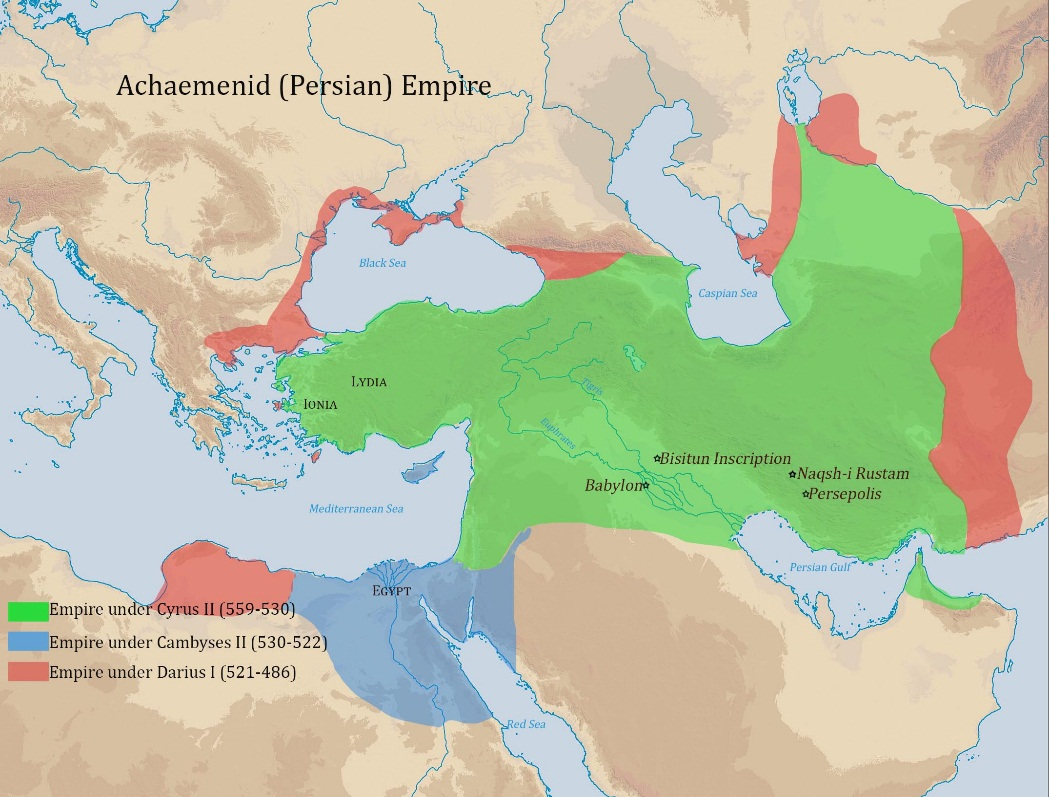 Achaemenid (Persian) Empire
Black Sea
Caspian Sea
LYDIA
IONIA
Tigris
Euphrates
Bisitun Inscription
Naqsh-i Rustam
Babylon
Persepolis
Mediterranean Sea
Persian Gulf
EGYPT
Empire under Cyrus II (559-530)
Empire under Cambyses II (530-522)
Empire under Darius I (521-486)
Red Sea